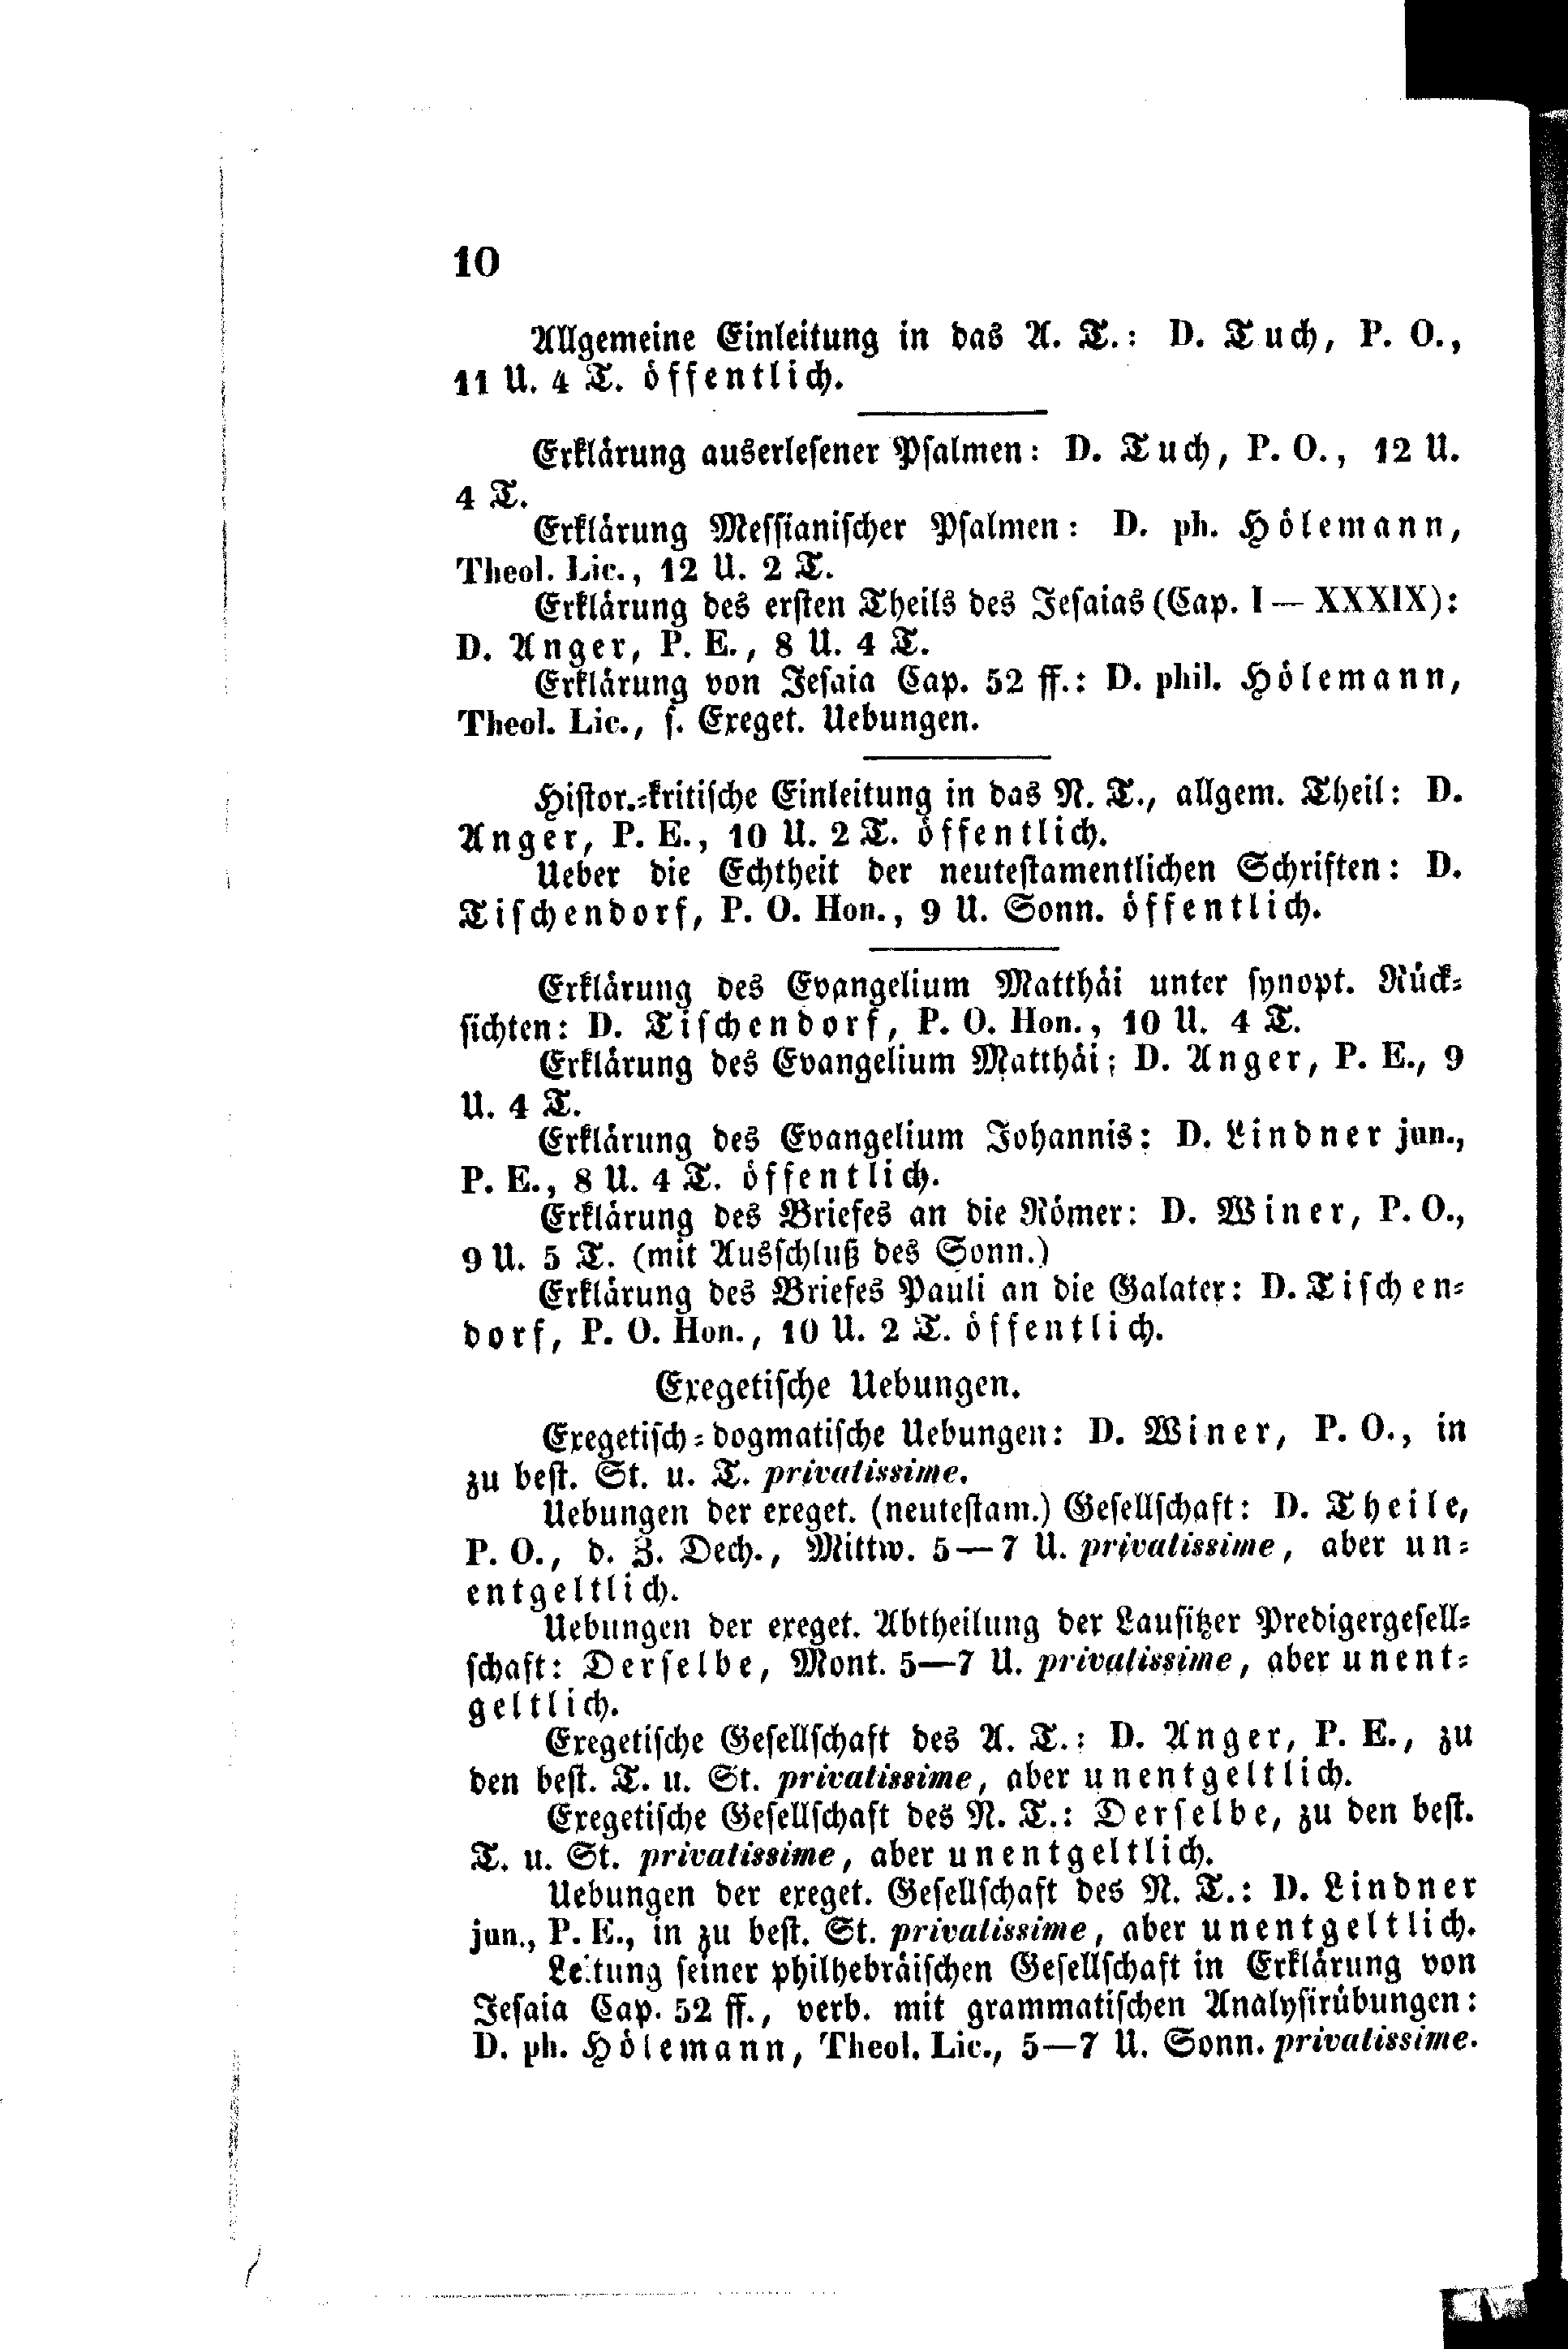 10
Allgemeine Einleitung in das A. T.: D. Tuch, P. O.,
11 U. 4 T. öffentlich.
Erklärung auserlesener Psalmen: D. Tuch, P. O., 12 U.
4 T.
Erklärung Messianischer Psalmen: D. ph. Hölemann,
Theol. Lic., 12 U. 2 T.
Erklärung des ersten Theils des Jesaias (Cap. I — XXXIX):
D. Anger, P. E., 8 U. 4 T.
Erklärung von Jesaia Cap. 52 ff.: D. phil. Hölemann,
Theol. Lic., s. Exeget. Uebungen.
Histor.-kritische Einleitung in das N. T., allgem. Theil: D.
Anger, P. E., 10 U. 2 T. öffentlich.
Ueber die Echtheit der neutestamentlichen Schriften: D.
Tischendorf, P. O. Hon., 9 U. Sonn. öffentlich.
Erklärung des Evangelium Matthäi unter synopt. Rück-
sichten: D. Tischendorf, P. O. Hon., 10 U. 4 T.
Erklärung des Evangelium Matthäi; D. Anger, P. E., 9
U. 4 T.
Erklärung des Evangelium Johannis: D. Lindner jun.,
P. E., 8 U. 4 T. öffentlich.
Erklärung des Briefes an die Römer: D. Winer, P. O.,
9 U. 5 T. (mit Ausschluß des Sonn.)
Erklärung des Briefes Pauli an die Galater: D. Tischen-
dorf, P. O. Hon., 10 U. 2 T. öffentlich.
Exegetische Uebungen.
Exegetisch-dogmatische Uebungen: D. Winer, P. O., in
zu best. St. u. T. privatissime.
Uebungen der exeget. (neutestam.) Gesellschaft: D. Theile,
P. O., d. Z. Dech., Mittw. 5—7 U. privatissime, aber un-
entgeltlich.
Uebungen der exeget. Abtheilung der Lausitzer Predigergesell-
schaft: Derselbe, Mont. 5—7 U. privatissime, aber unent-
geltlich.
Exegetische Gesellschaft des A. T.: D. Anger, P. E., zu
den best. T. u. St. privatissime, aber unentgeltlich.
Exegetische Gesellschaft des N. T.: Derselbe, zu den best.
T. u. St. privatissime, aber unentgeltlich.
Uebungen der exeget. Gesellschaft des N. T.: D. Lindner
jun., P. E., in zu best. St. privatissime, aber unentgeltlich.
Leitung seiner philhebräischen Gesellschaft in Erklärung von
Jesaia Cap. 52 ff., verb. mit grammatischen Analysirübungen:
D. ph. Hölemann, Theol. Lic., 5—7 U. Sonn. privatissime.